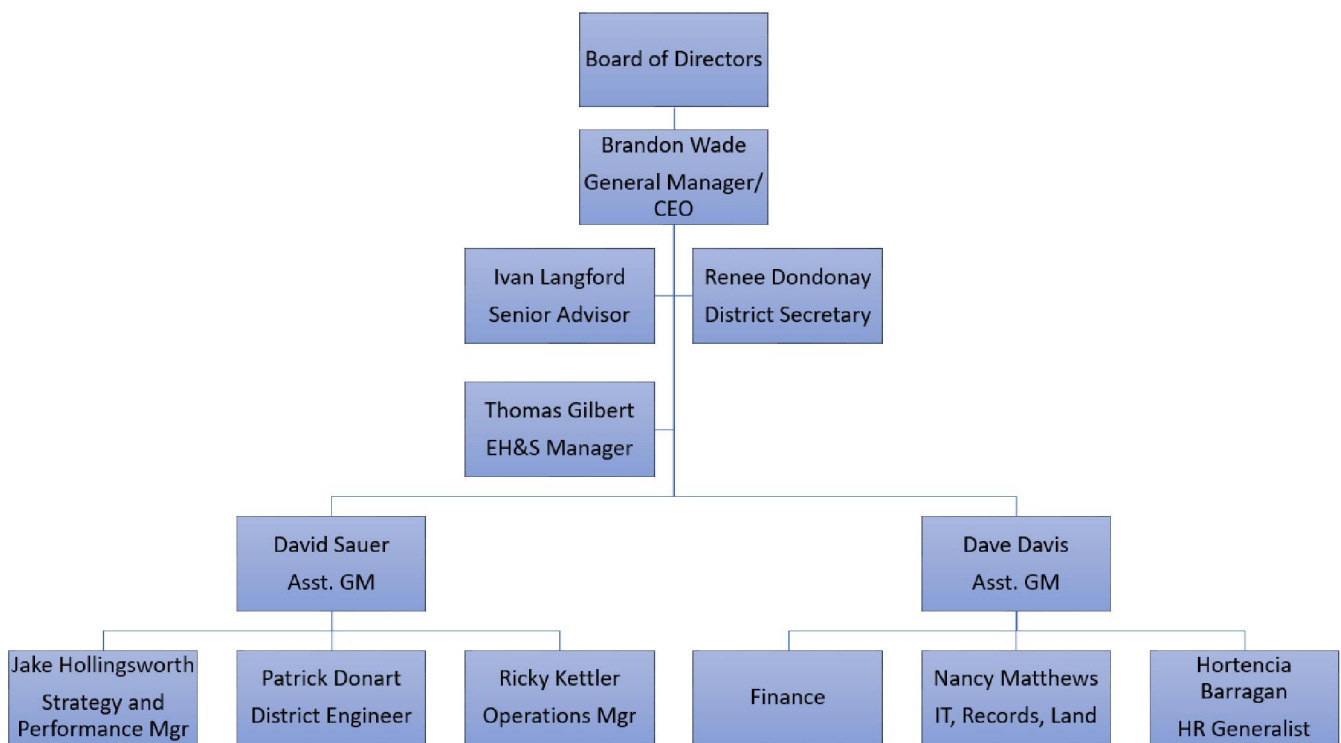 Board of Directors
Brandon Wade
General Manager/
CEO
Ivan Langford
Senior Advisor
Renee Dondonay
District Secretary
Thomas Gilbert
EH&S Manager
David Sauer
Asst. GM
Dave Davis
Asst. GM
Jake Hollingsworth
Strategy and
Performance Mgr
Patrick Donart
District Engineer
Ricky Kettler
Operations Mgr
Finance
Nancy Matthews
IT, Records, Land
Hortencia
Barragan
HR Generalist